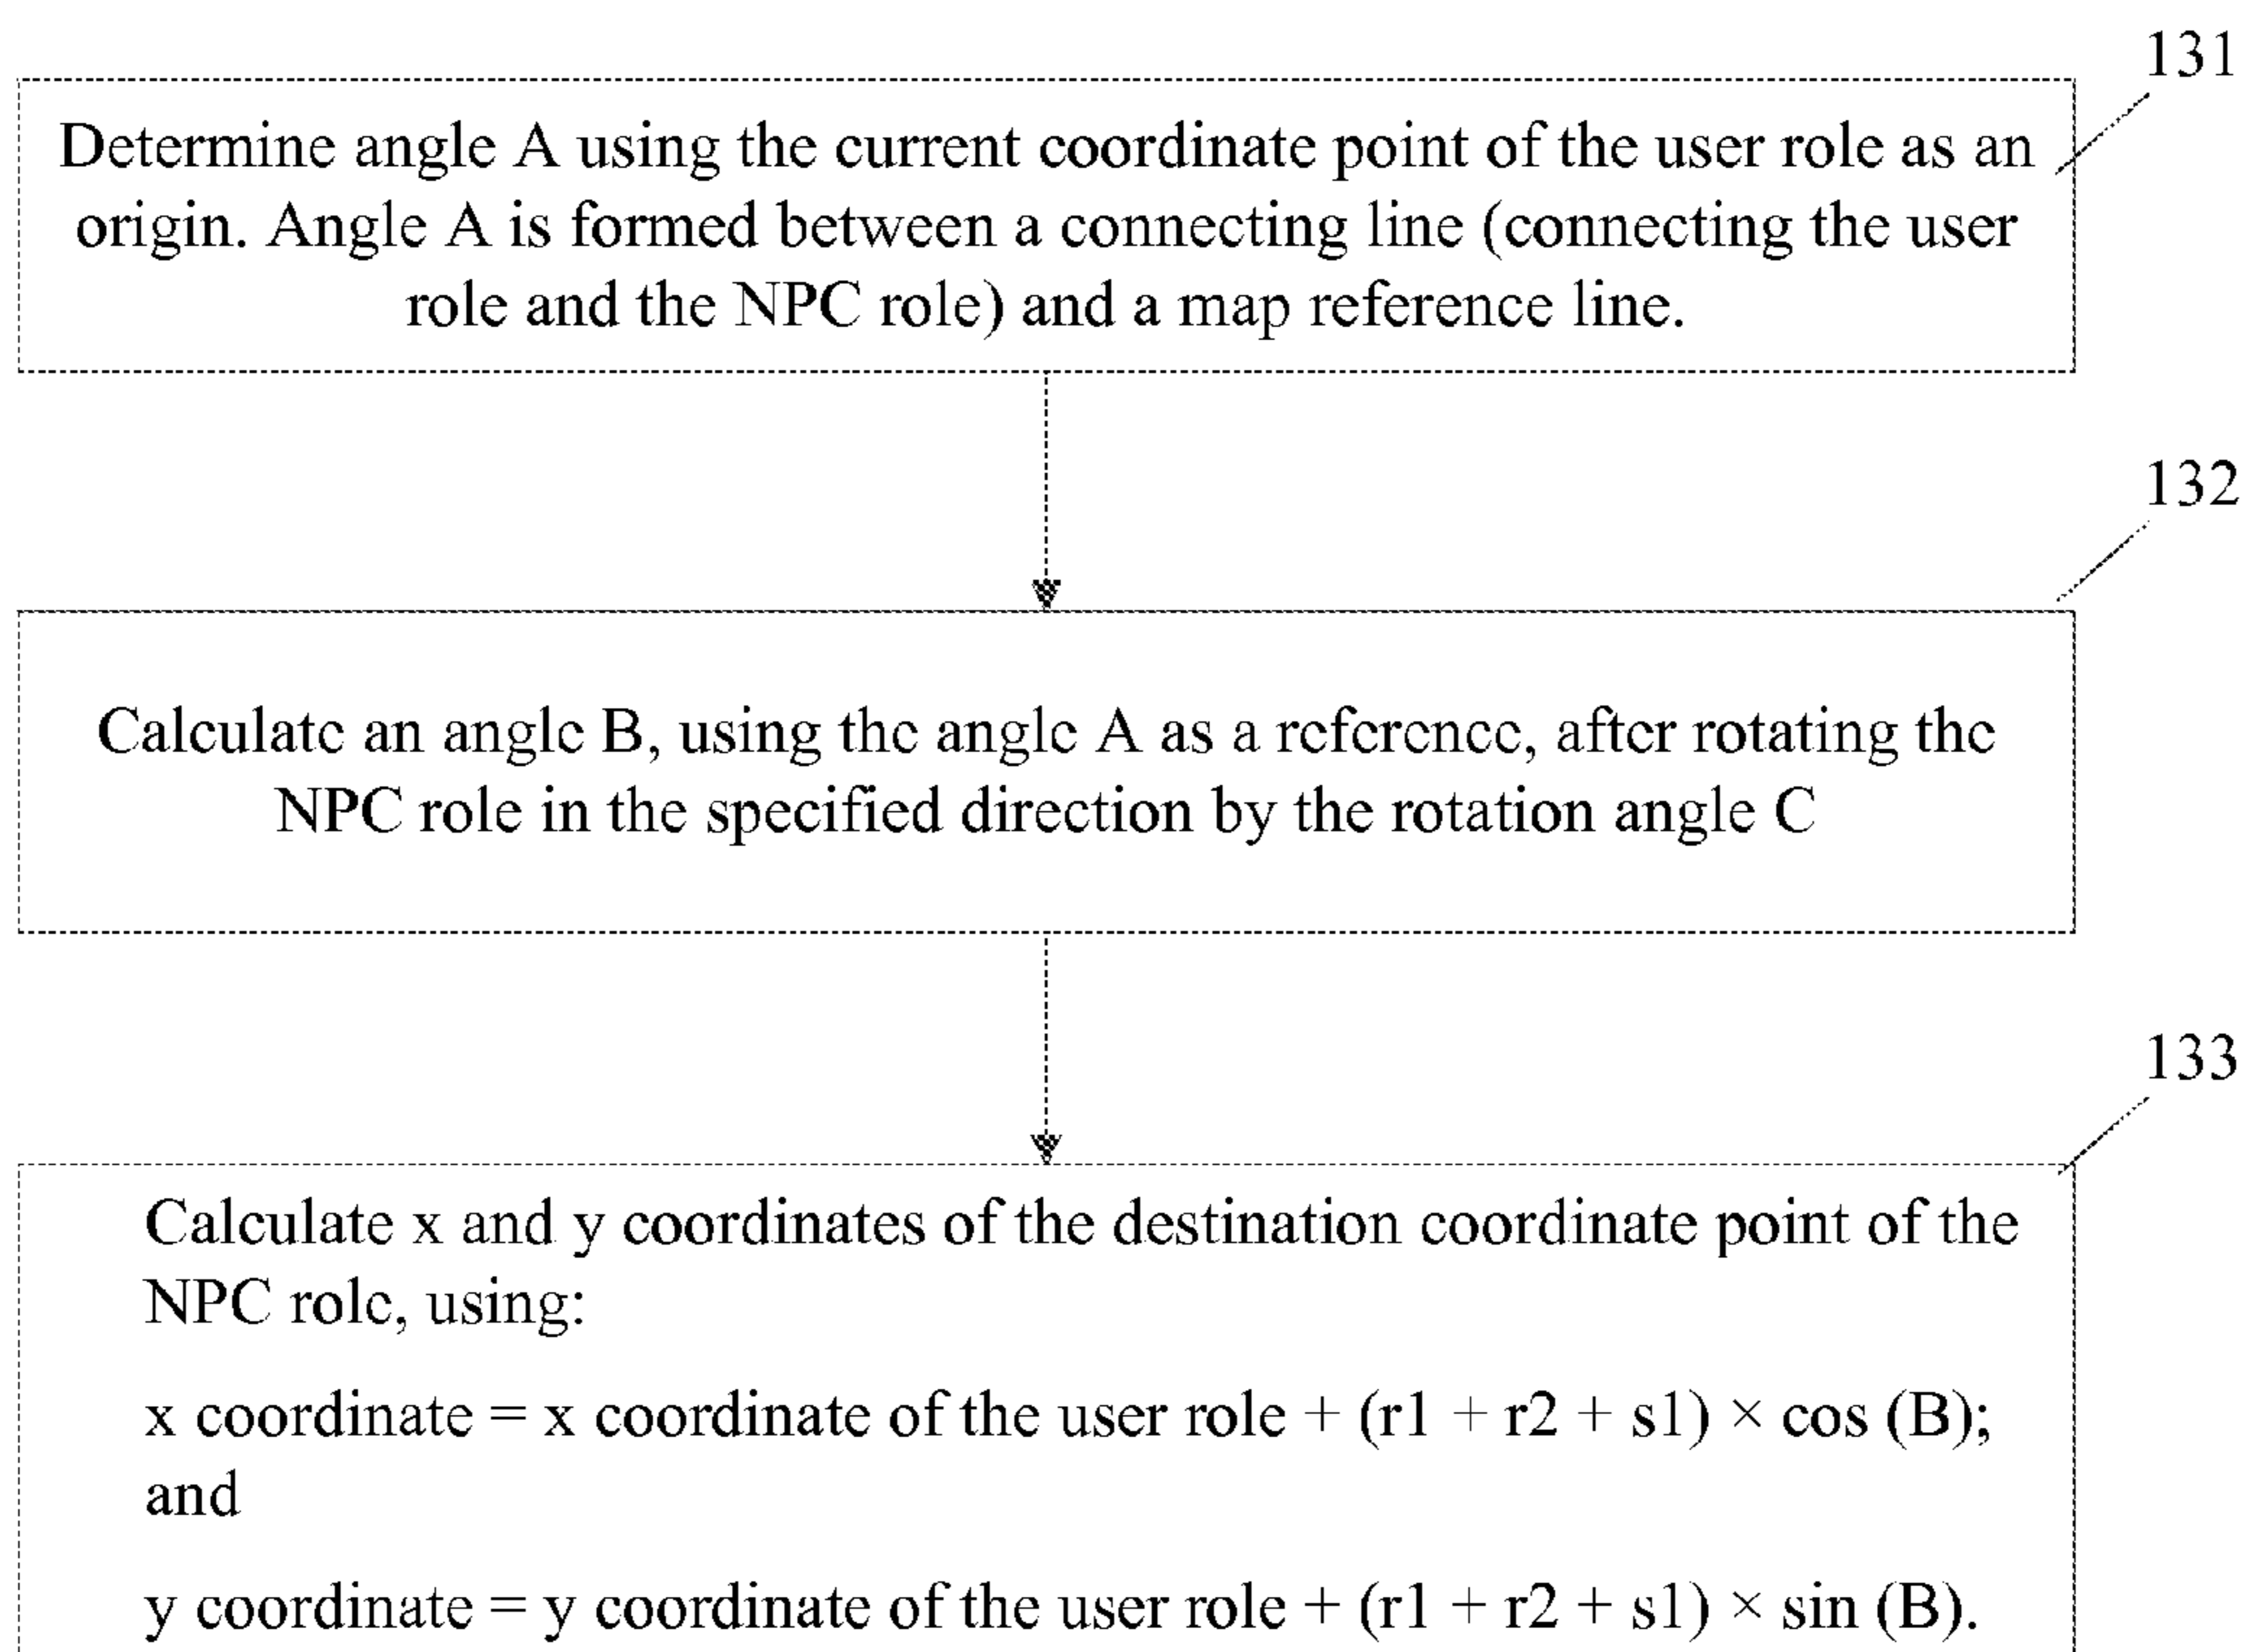 131
Determine angle A using the current coordinate point of the user role as an
origin. Angle A is formed between a connecting line (connecting the user
role and the NPC role) and a map reference line.
132
Calculate an angle B, using the angle A as a reference, after rotating the
NPC role in the specified direction by the rotation angle C
133
Calculate x and y coordinates of the destination coordinate point of the
NPC role, using:
x coordinate = x coordinate of the user role + (r1 + r2 + s1) × cos (B);
and
y coordinate = y coordinate of the user role + (r1 + r2 + s1) × sin (B).